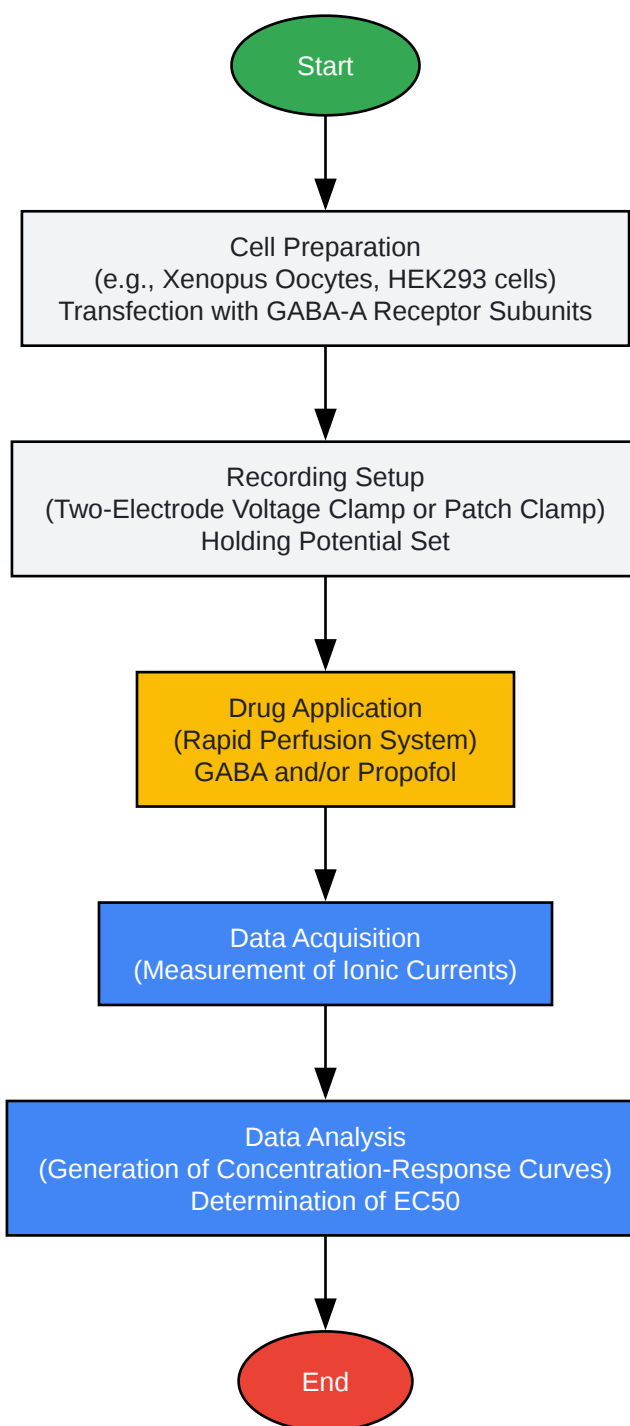 Start
Cell Preparation
(e.g., Xenopus Oocytes, HEK293 cells)
Transfection with GABA-A Receptor Subunits
Recording Setup
(Two-Electrode Voltage Clamp or Patch Clamp)
Holding Potential Set
Drug Application
(Rapid Perfusion System)
GABA and/or Propofol
Data Acquisition
(Measurement of Ionic Currents)
Data Analysis
(Generation of Concentration-Response Curves)
Determination of EC50
End